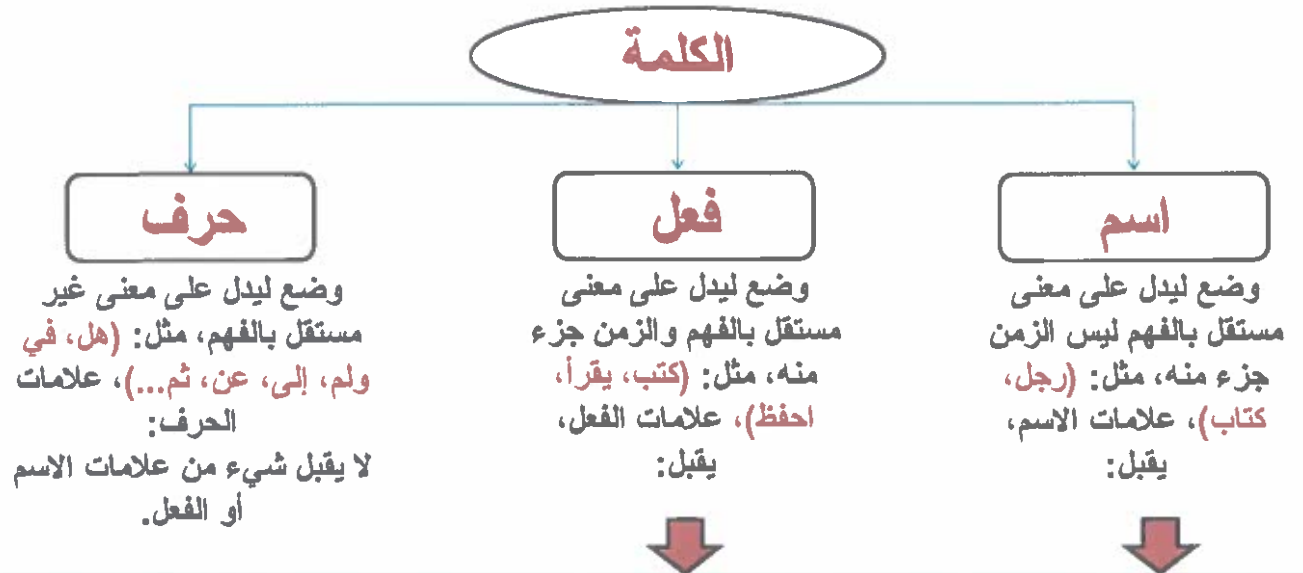 الكلمة
اسم
وضع ليدل على معنى
مستقل بالفهم ليس الزمن
جزء منه، مثل: (رجل،
كتاب)، علامات الاسم،
يقبل:
فعل
وضع ليدل على معنى
مستقل بالفهم والزمن جزء
منه، مثل: (كتب، يقرأ،
احفظ)، علامات الفعل،
يقبل:
حرف
وضع ليدل على معنى غير
مستقل بالفهم، مثل: (هل، في
ولم، إلى، عن، ثم...)، علامات
الحرف:
لا يقبل شيء من علامات الاسم
أو الفعل.